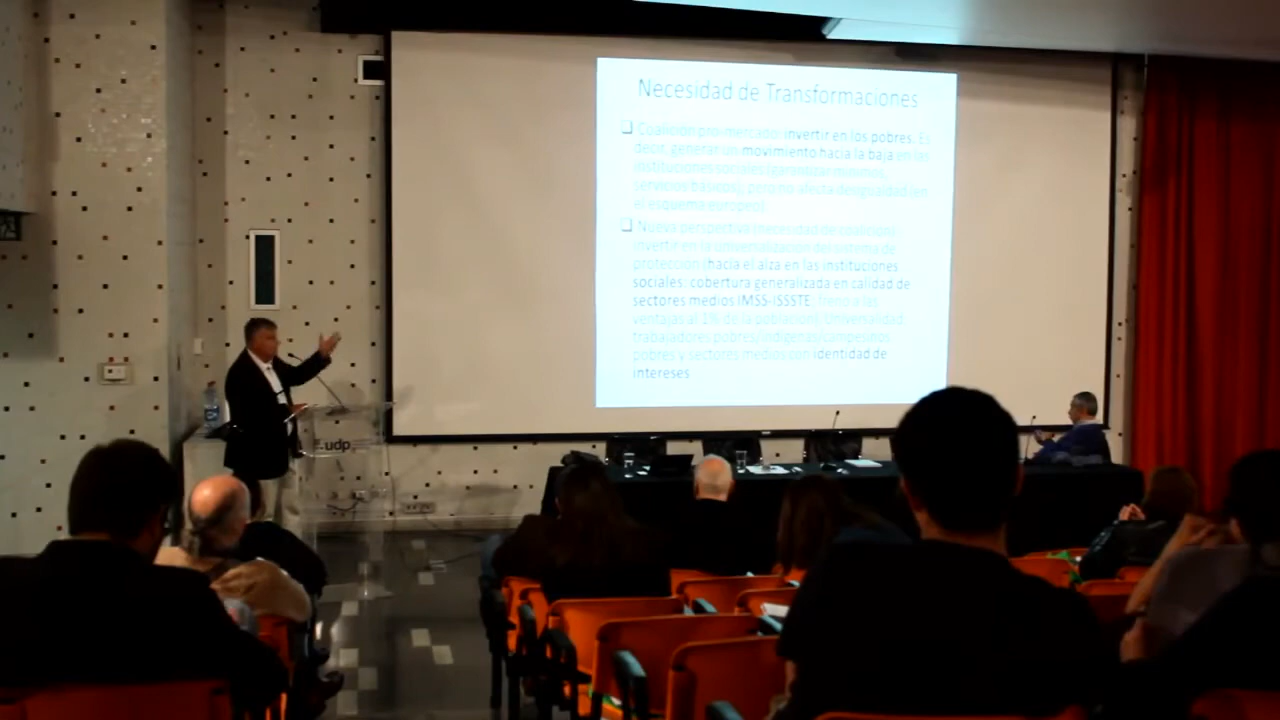 Necesidad de Transformaciones
❑ Coalición pro-mercado: invertir en los pobres. Es
decir, generar un movimiento hacia la baja en las
instituciones sociales (garantizar mínimos,
servicios básicos), pero no afecta desigualdad (en
el esquema europeo).
❑ Nueva perspectiva (necesidad de coalición):
invertir en la universalización del sistema de
protección (hacia el alza en las instituciones
sociales: cobertura generalizada en calidad de
sectores medios IMSS-ISSSTE; freno a las
ventajas al 1% de la población). Universalidad
trabajadores pobres/indígenas/campesinos
pobres y sectores medios con identidad de
intereses
udp